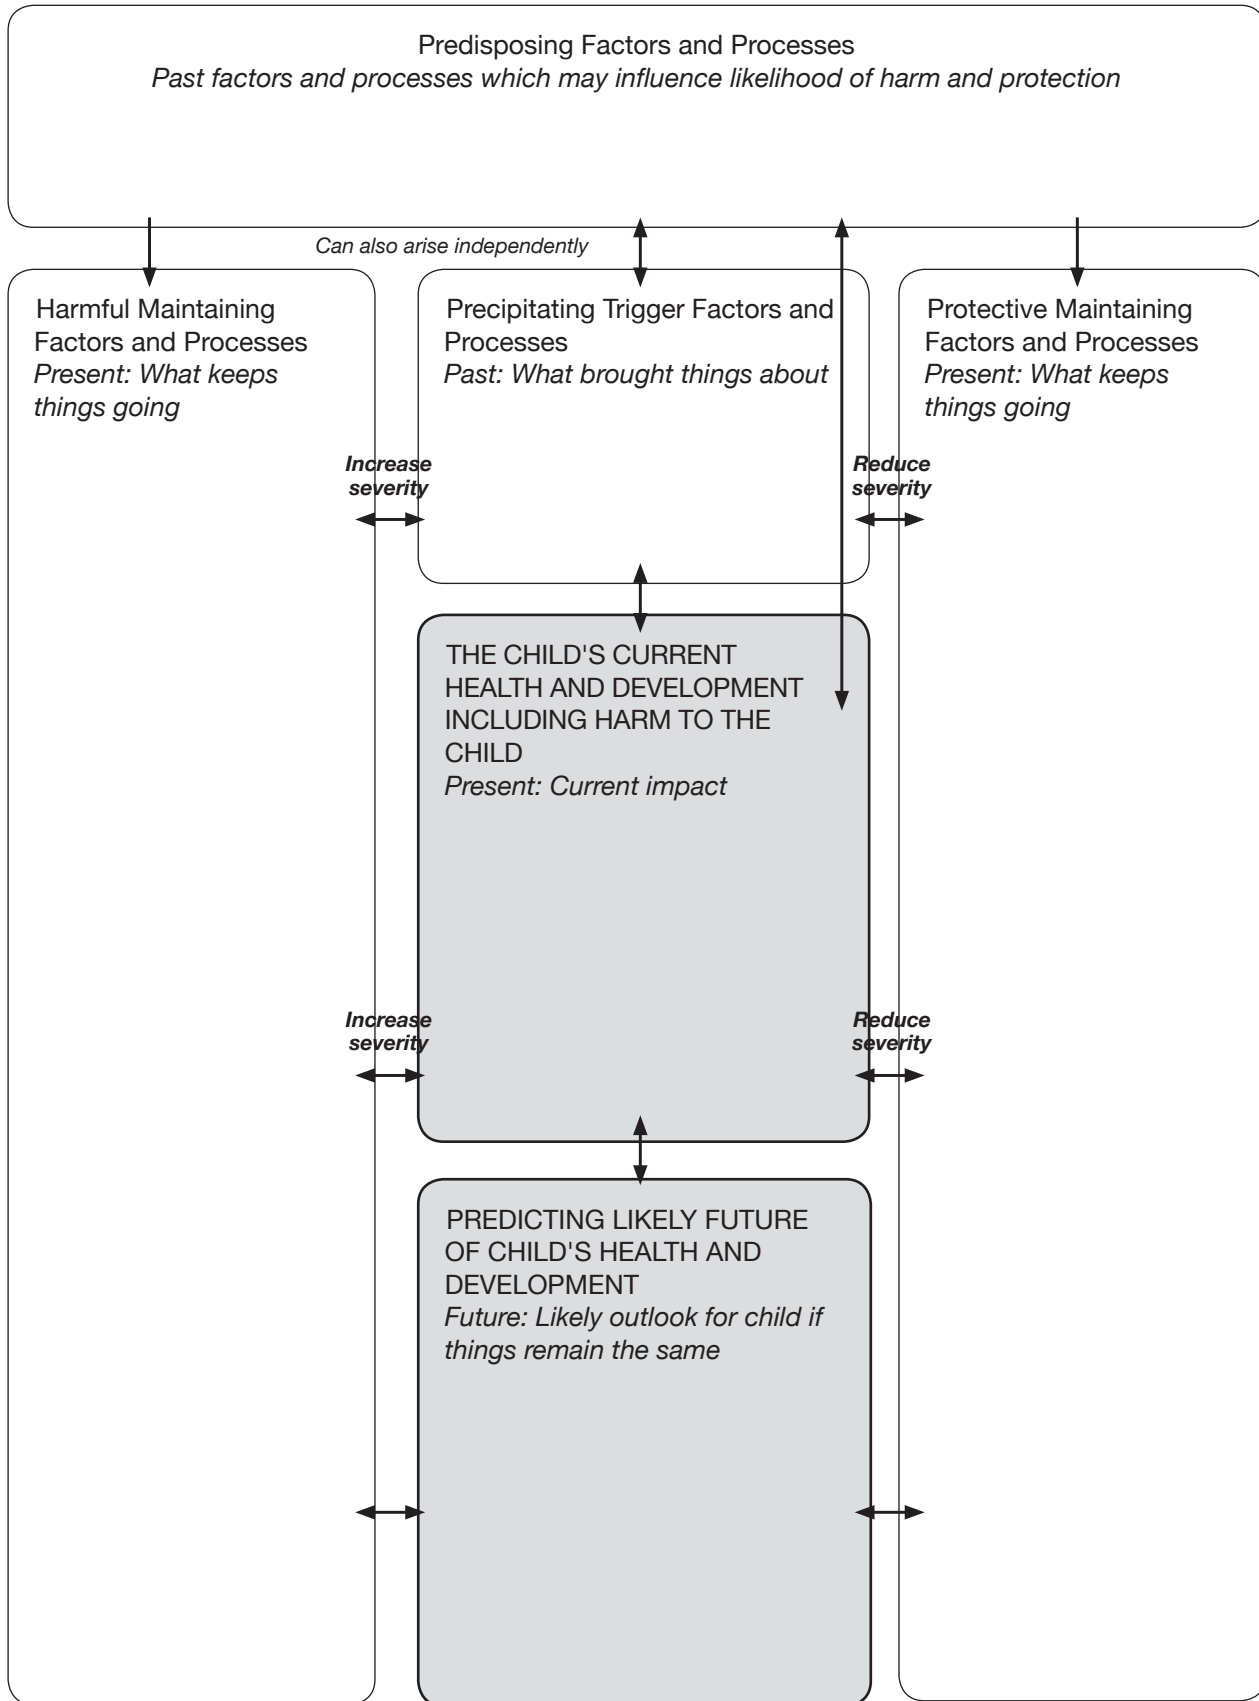 Predisposing Factors and Processes
Past factors and processes which may influence likelihood of harm and protection
Can also arise independently
Harmful Maintaining
Factors and Processes
Present: What keeps
things going
Precipitating Trigger Factors and
Processes
Past: What brought things about
Protective Maintaining
Factors and Processes
Present: What keeps
things going
Increase
severity
Reduce
severity
THE CHILD'S CURRENT
HEALTH AND DEVELOPMENT
INCLUDING HARM TO THE
CHILD
Present: Current impact
Increase
severity
Reduce
severity
PREDICTING LIKELY FUTURE
OF CHILD'S HEALTH AND
DEVELOPMENT
Future: Likely outlook for child if
things remain the same